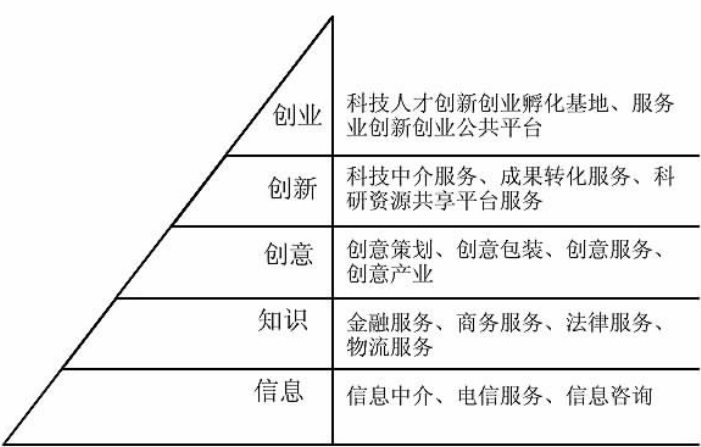 创业
科技人才创新创业孵化基地、服务
业创新创业公共平台
创新
科技中介服务、成果转化服务、科
研资源共享平台服务
创意
创意策划、创意包装、创意服务、
创意产业
知识
金融服务、商务服务、法律服务、
物流服务
信息
信息中介、电信服务、信息咨询